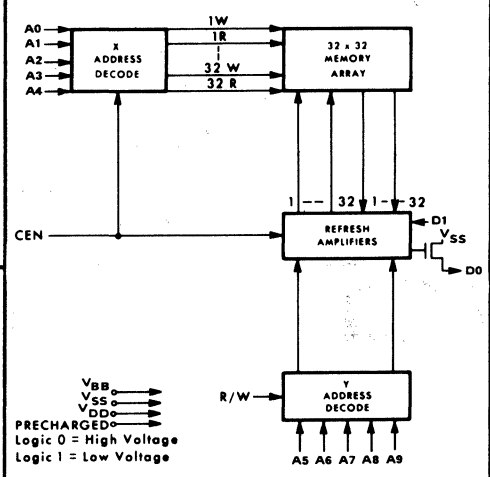 A0
A1
A2
A3
A4
X
ADDRESS
DECODE
1W
1R
32 W
32 R
32 x 32
MEMORY
ARRAY
1 -- 32 1 -- 32
CEN
REFRESH
AMPLIFIERS
D1
VSS
D0
R/W
Y
ADDRESS
DECODE
A5 A6 A7 A8 A9
VBB
VSS
VDD
PRECHARGED
Logic 0 = High Voltage
Logic 1 = Low Voltage